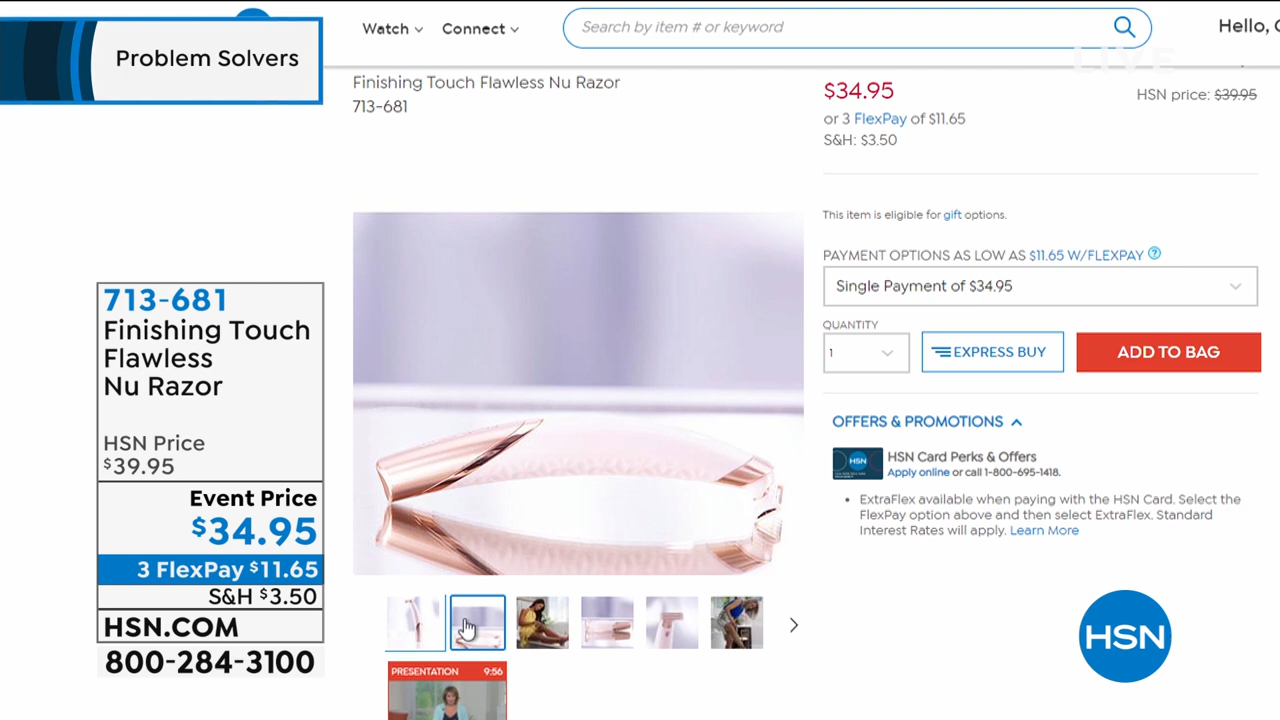 Problem Solvers
Watch
Connect
Search by item # or keyword
Hello,
LIVE
Finishing Touch Flawless Nu Razor
713-681
$34.95
HSN price: $39.95
or 3 FlexPay of $11.65
S&H: $3.50
This item is eligible for gift options.
PAYMENT OPTIONS AS LOW AS $11.65 W/FLEXPAY ?
Single Payment of $34.95
QUANTITY
1
EXPRESS BUY
ADD TO BAG
OFFERS & PROMOTIONS
HSN
HSN Card Perks & Offers
Apply online or call 1-800-695-1418.
• ExtraFlex available when paying with the HSN Card. Select the
FlexPay option above and then select ExtraFlex. Standard
Interest Rates will apply. Learn More
713-681
Finishing Touch
Flawless
Nu Razor
HSN Price
$39.95
Event Price
$34.95
3 FlexPay $11.65
S&H $3.50
HSN.COM
800-284-3100
PRESENTATION 9:56
HSN